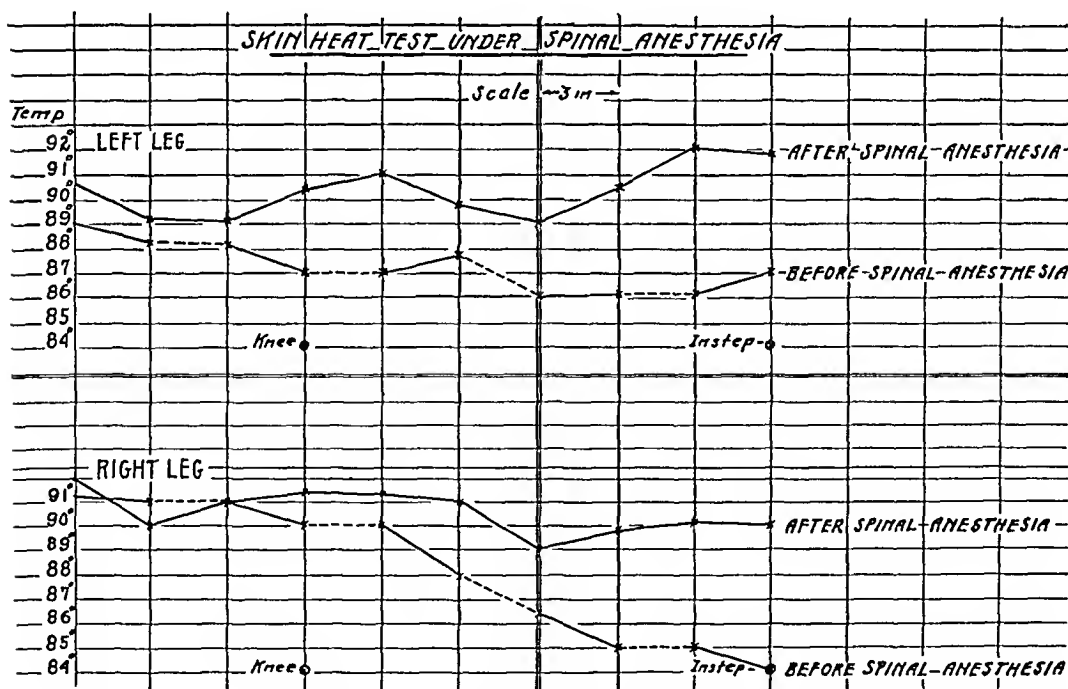 SKIN HEAT TEST UNDER SPINAL ANESTHESIA
Scale 3 in
Temp
LEFT LEG
92°
AFTER SPINAL ANESTHESIA
91°
90°
89°
88°
87
BEFORE SPINAL ANESTHESIA
86°
85
84°
Knee
Instep
RIGHT LEG
91°
90°
AFTER SPINAL ANESTHESIA
89°
88°
87°
86°
85°
84°
Knee
Instep
BEFORE SPINAL ANESTHESIA